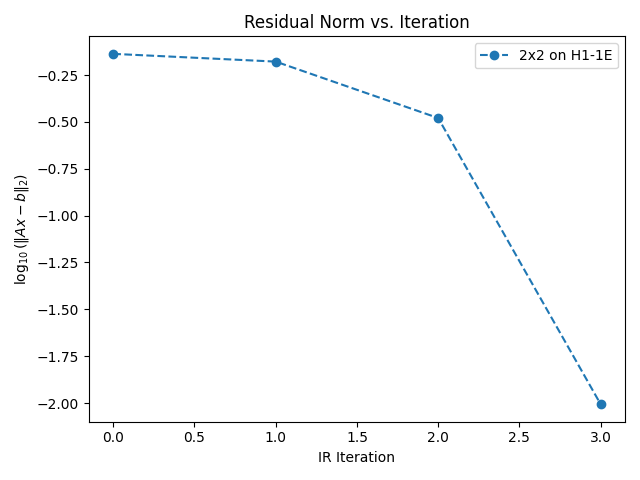 Residual Norm vs. Iteration
2x2 on H1-1E
−0.25
−0.50
−0.75
−1.00
−1.25
−1.50
−1.75
−2.00
log₁₀(‖Ax − b‖₂)
0.0 0.5 1.0 1.5 2.0 2.5 3.0
IR Iteration